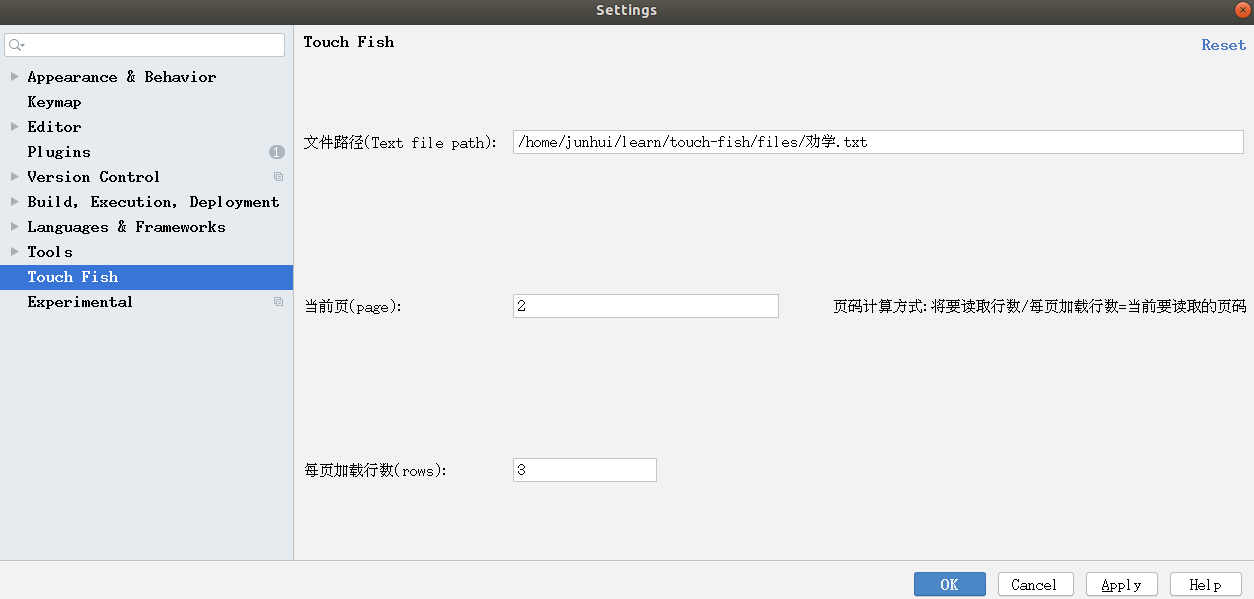 Settings
Touch Fish
Reset
Appearance & Behavior
Keymap
Editor
Plugins
1
Version Control
Build, Execution, Deployment
Languages & Frameworks
Tools
Touch Fish
Experimental
文件路径(Text file path):
/home/junhui/learn/touch-fish/files/劝学.txt
当前页(page):
2
页码计算方式:将要读取行数/每页加载行数=当前要读取的页码
每页加载行数(rows):
3
OK
Cancel
Apply
Help